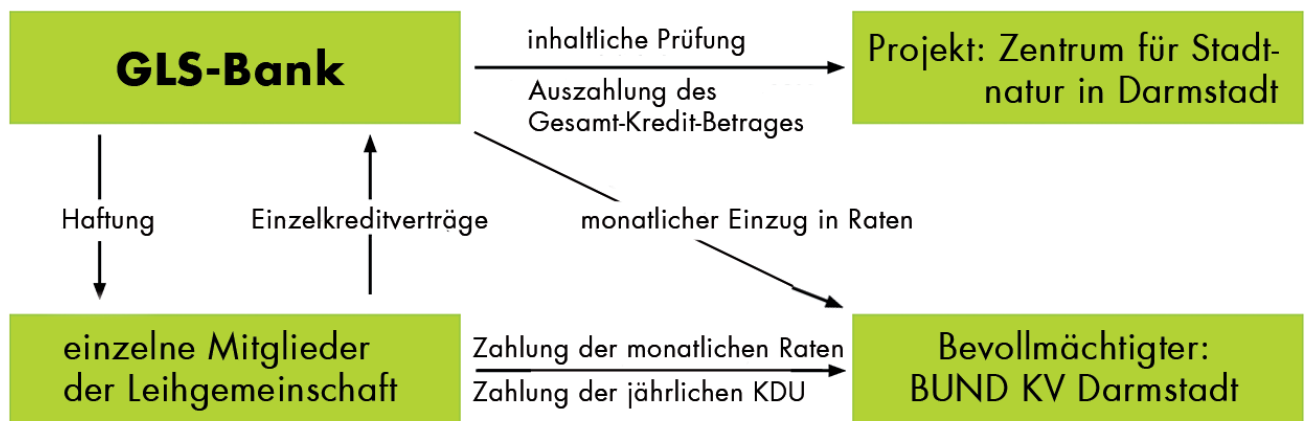 GLS-Bank
inhaltliche Prüfung
Auszahlung des
Gesamt-Kredit-Betrages
Projekt: Zentrum für Stadt-
natur in Darmstadt
Haftung
Einzelkreditverträge
monatlicher Einzug in Raten
einzelne Mitglieder
der Leihgemeinschaft
Zahlung der monatlichen Raten
Zahlung der jährlichen KDU
Bevollmächtigter:
BUND KV Darmstadt